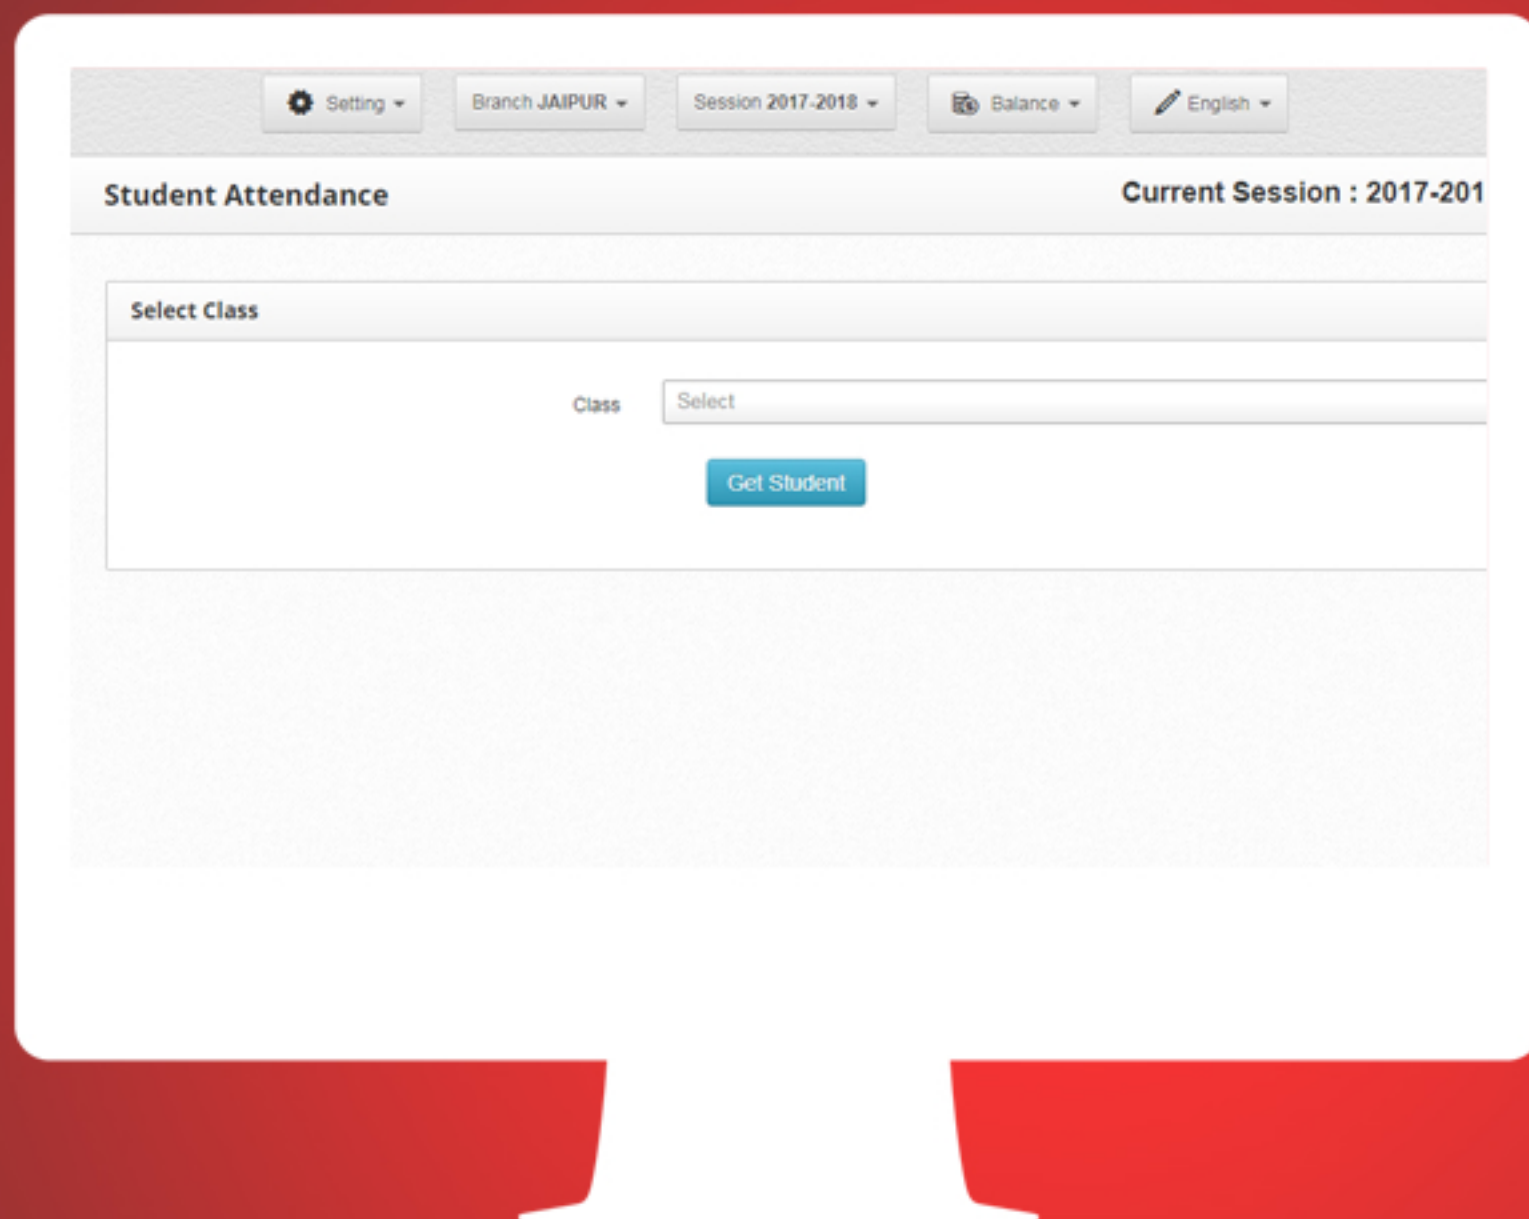 Setting Branch JAIPUR Session 2017-2018 Balance English
Student Attendance Current Session : 2017-201
Select Class
Class Select
Get Student